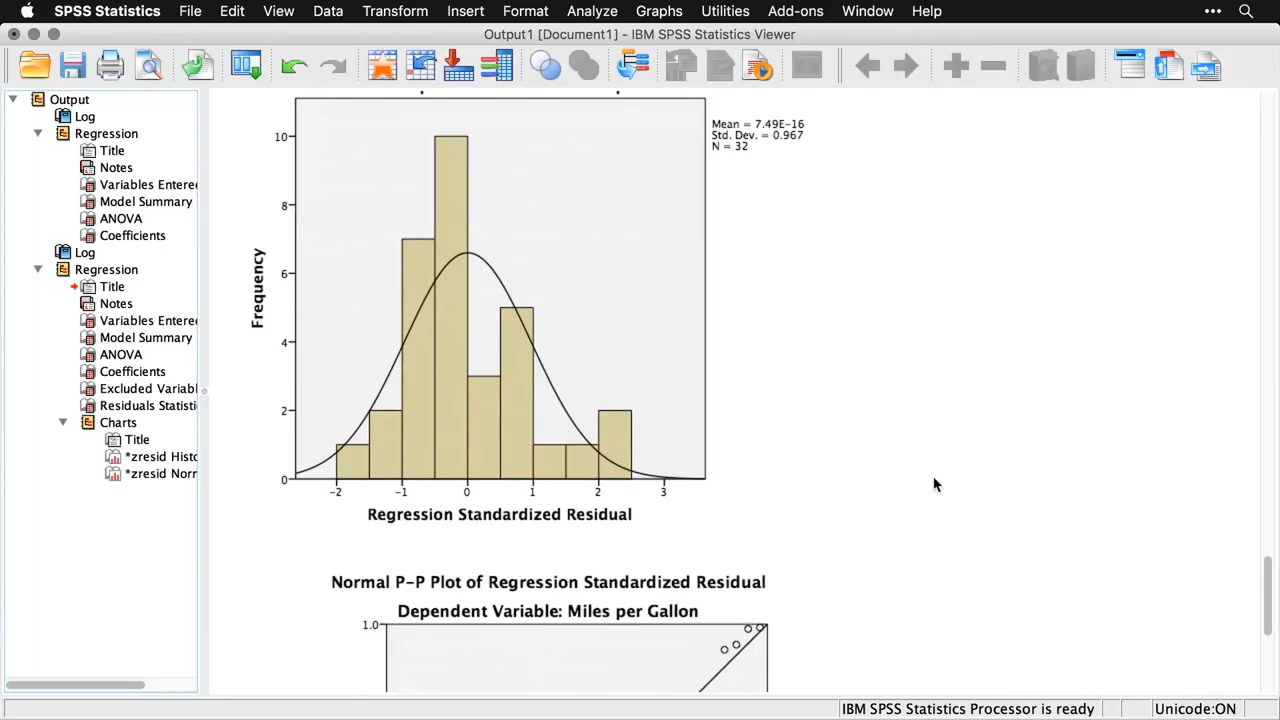 SPSS Statistics File Edit View Data Transform Insert Format Analyze Graphs Utilities Add-ons Window Help
Output1 [Document1] - IBM SPSS Statistics Viewer
Output
Log
Regression
Title
Notes
Variables Entere
Model Summary
ANOVA
Coefficients
Log
Regression
Title
Notes
Variables Entere
Model Summary
ANOVA
Coefficients
Excluded Variabl
Residuals Statisti
Charts
Title
*zresid Histo
*zresid Norr
Mean = 7.49E-16
Std. Dev. = 0.967
N = 32
Frequency
10
8
6
4
2
0
-2 -1 0 1 2 3
Regression Standardized Residual
Normal P-P Plot of Regression Standardized Residual
Dependent Variable: Miles per Gallon
1.0
IBM SPSS Statistics Processor is ready Unicode:ON